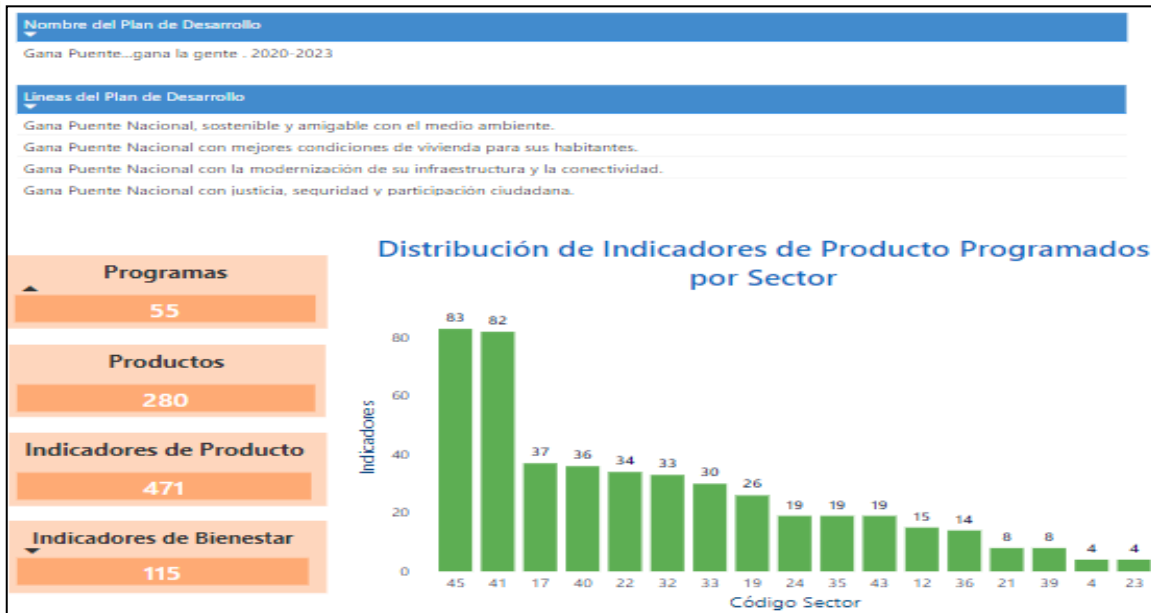 Nombre del Plan de Desarrollo
Gana Puente...gana la gente . 2020-2023
Lineas del Plan de Desarrollo
Gana Puente Nacional, sostenible y amigable con el medio ambiente.
Gana Puente Nacional con mejores condiciones de vivienda para sus habitantes.
Gana Puente Nacional con la modernización de su infraestructura y la conectividad.
Gana Puente Nacional con justicia, seguridad y participación ciudadana.
Programas
55
Productos
280
Indicadores de Producto
471
Indicadores de Bienestar
115
Distribución de Indicadores de Producto Programados
por Sector
Indicadores
80
60
40
20
0
83 82 37 36 34 33 30 26 19 19 19 15 14 8 8 4 4
45 41 17 40 22 32 33 19 24 35 43 12 36 21 39 4 23
Código Sector